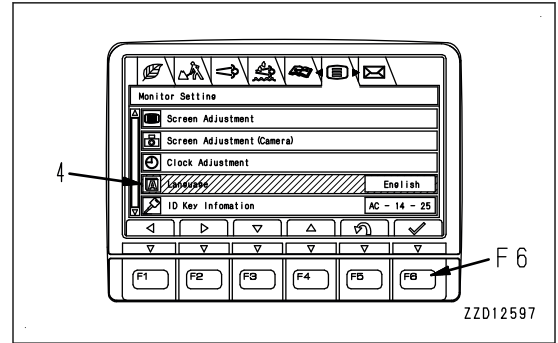 Monitor Setting
Screen Adjustment
Screen Adjustment(Camera)
Clock Adjustment
4
Language English
ID Key Infomation AC - 14 - 25
F1 F2 F3 F4 F5 F6
F6
ZZD12597